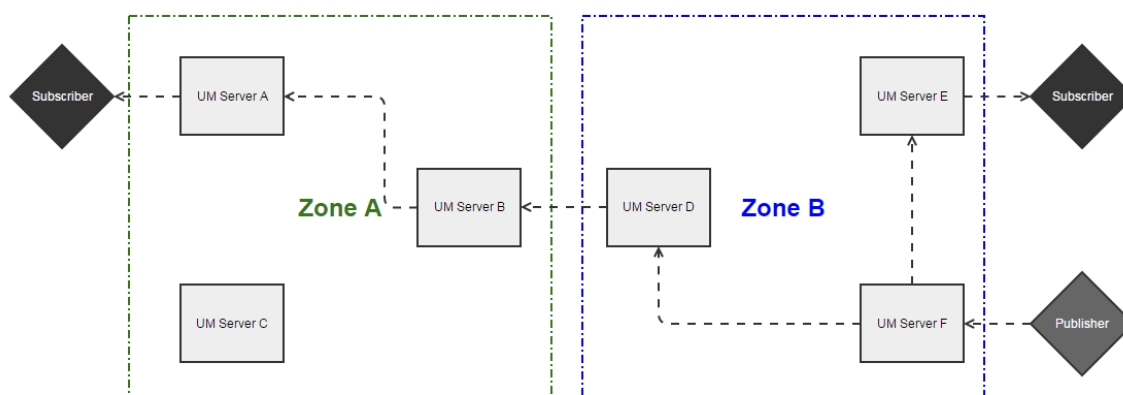 Subscriber
UM Server A
UM Server E
Subscriber
Zone A
UM Server B
UM Server D
Zone B
UM Server C
UM Server F
Publisher